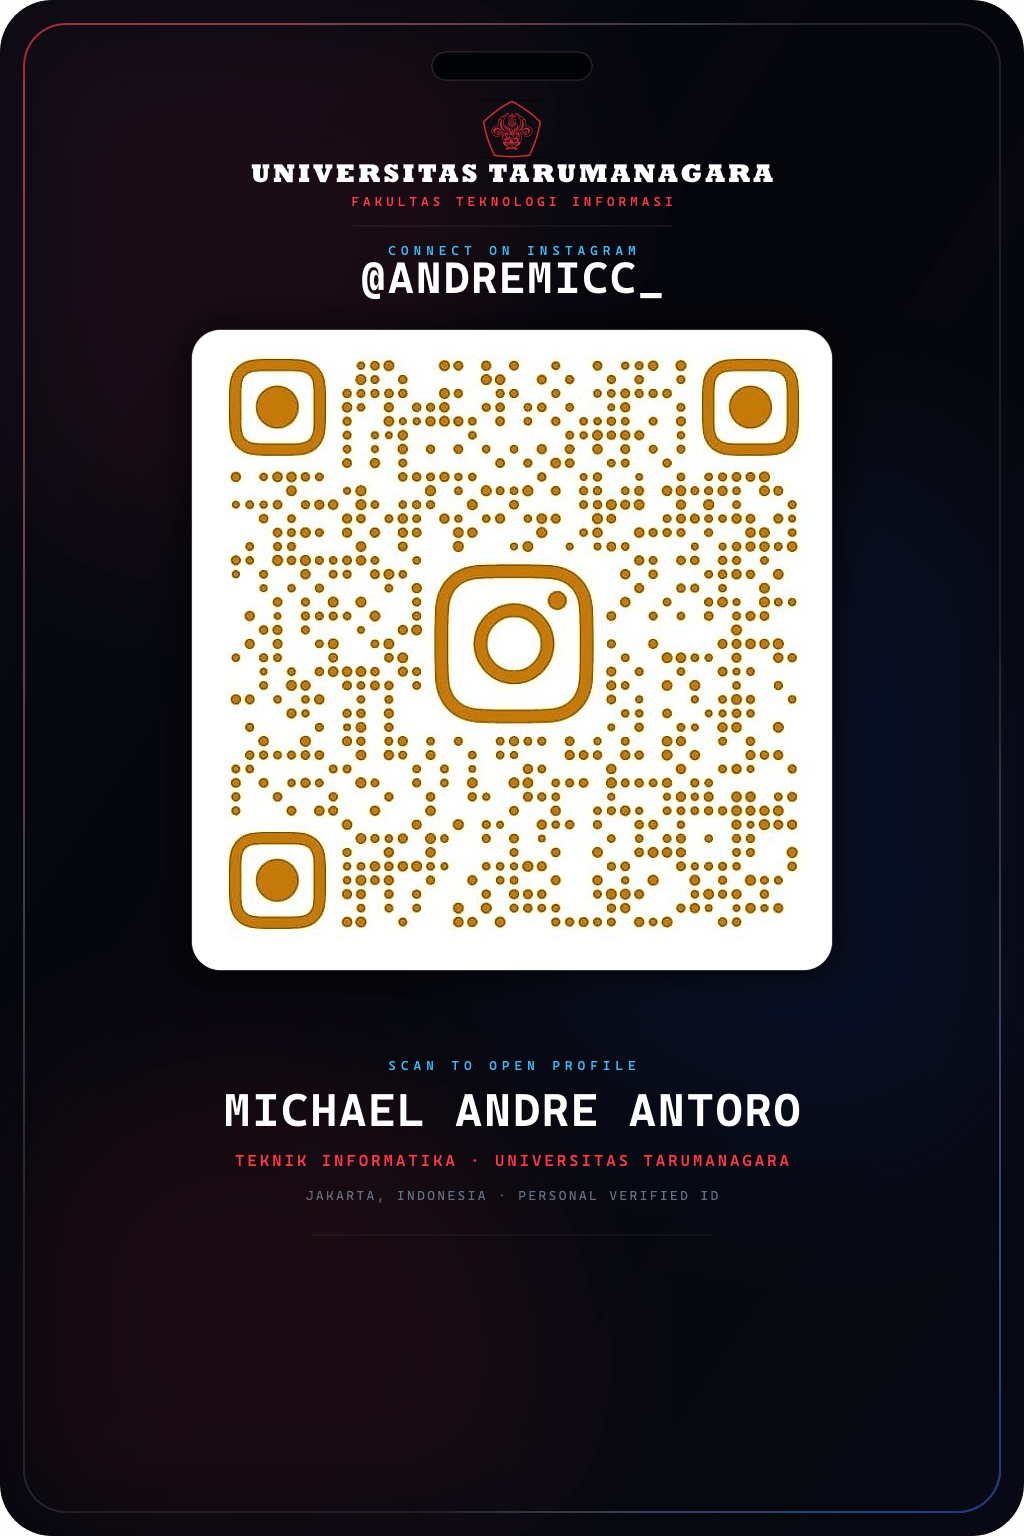 UNIVERSITAS TARUMANAGARA
FAKULTAS TEKNOLOGI INFORMASI
CONNECT ON INSTAGRAM
@ANDREMICC_
SCAN TO OPEN PROFILE
MICHAEL ANDRE ANTORO
TEKNIK INFORMATIKA · UNIVERSITAS TARUMANAGARA
JAKARTA, INDONESIA · PERSONAL VERIFIED ID